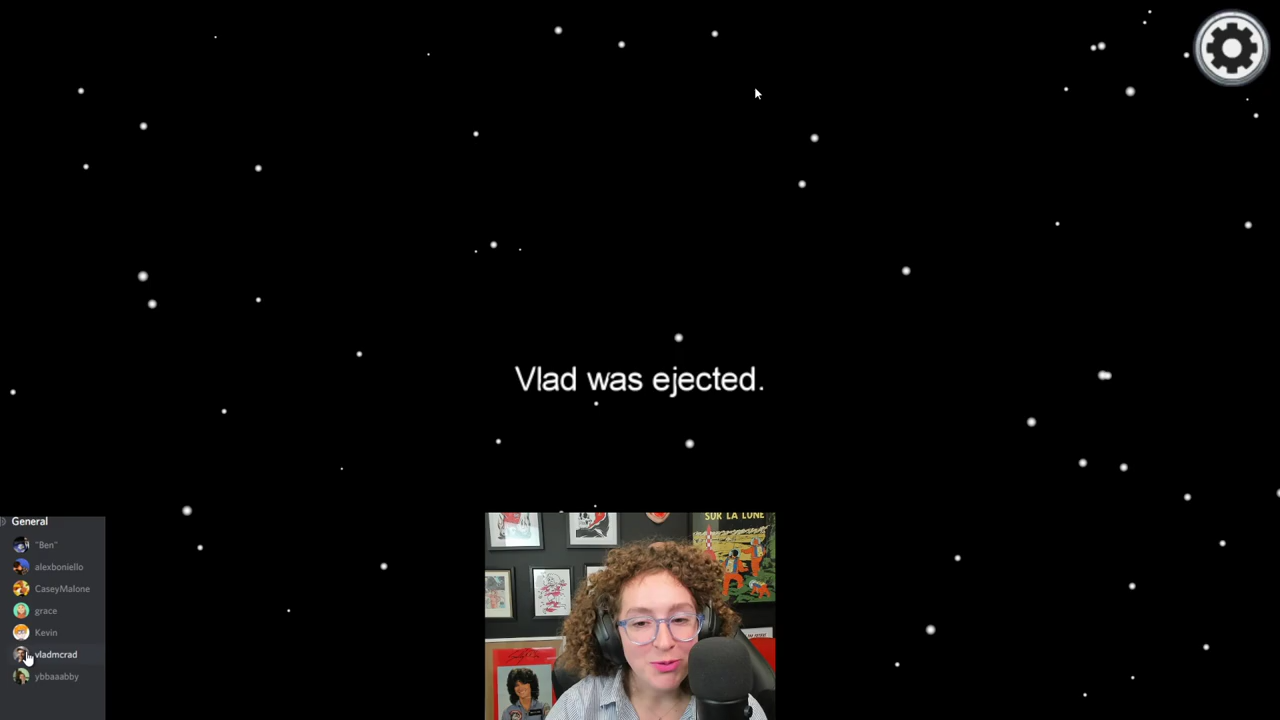 Vlad was ejected.
General
"Ben"
alexboniello
CaseyMalone
grace
Kevin
vladmcrad
ybbaaabby
SUR LA LUNE